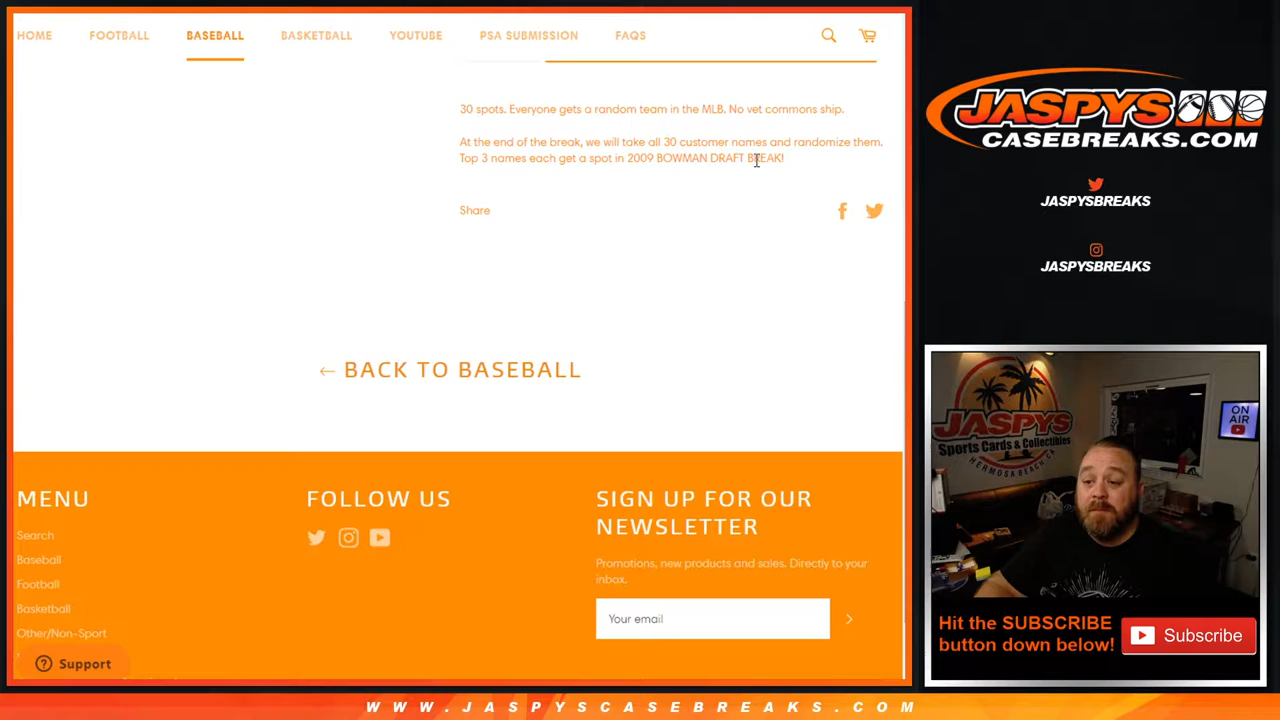 HOME FOOTBALL BASEBALL BASKETBALL YOUTUBE PSA SUBMISSION FAQS
30 spots. Everyone gets a random team in the MLB. No vet commons ship.
At the end of the break, we will take all 30 customer names and randomize them.
Top 3 names each get a spot in 2009 BOWMAN DRAFT BREAK!
Share
← BACK TO BASEBALL
MENU
Search
Baseball
Football
Basketball
Other/Non-Sport
Support
FOLLOW US
SIGN UP FOR OUR
NEWSLETTER
Promotions, new products and sales. Directly to your
inbox.
Your email
JASPYS
CASEBREAKS.COM
JASPYSBREAKS
JASPYSBREAKS
JASPYS
Sports Cards & Collectibles
HERMOSA BEACH, CA
ON
AIR
Hit the SUBSCRIBE
button down below!
Subscribe
WWW.JASPYSCASEBREAKS.COM